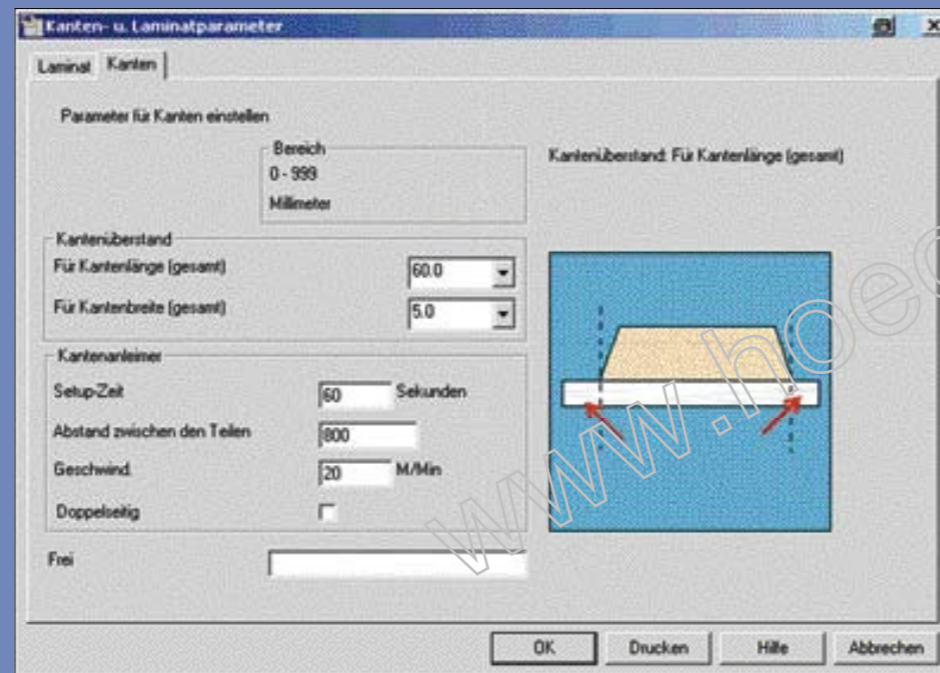 Kanten- u. Laminatparameter
Laminat Kanten
Parameter für Kanten einstellen
Bereich
0 - 999
Millimeter
Kantenüberstand: Für Kantenlänge (gesamt)
Kantenüberstand
Für Kantenlänge (gesamt) 60.0
Für Kantenbreite (gesamt) 5.0
Kantenanleimer
Setup-Zeit 60 Sekunden
Abstand zwischen den Teilen 800
Geschwind. 20 M/Min
Doppelseitig
Frei
OK Drucken Hilfe Abbrechen
www.hoec